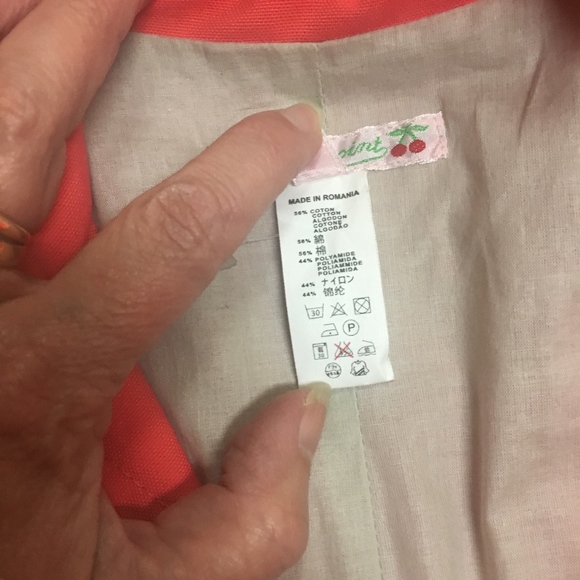 MADE IN ROMANIA
56% COTON
COTTON
ALGODON
COTONE
ALGODÃO
56% 綿
56% 棉
44% POLYAMIDE
POLIAMIDA
POLIAMMIDE
POLIAMIDA
44% ナイロン
44% 锦纶
30
P